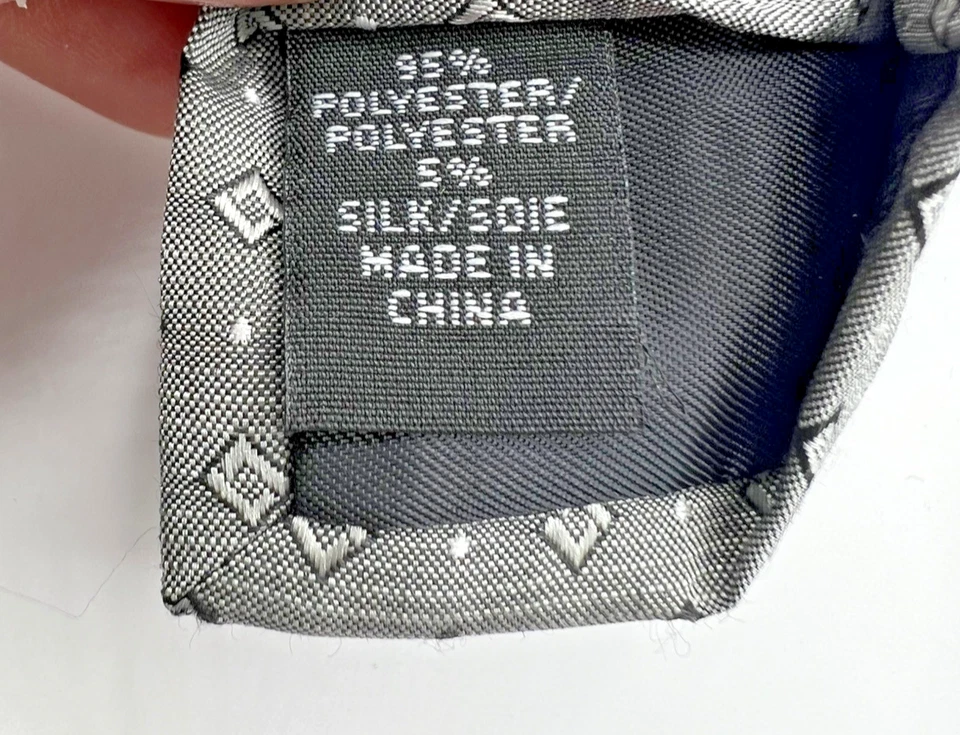 95%
POLYESTER/
POLYESTER
5%
SILK/SOIE
MADE IN
CHINA